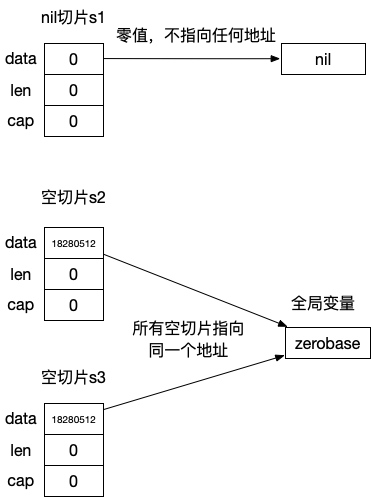 nil切片s1
零值，不指向任何地址
data 0 nil
len 0
cap 0
空切片s2
data 18280512
len 0
cap 0
全局变量
所有空切片指向
同一个地址
zerobase
空切片s3
data 18280512
len 0
cap 0